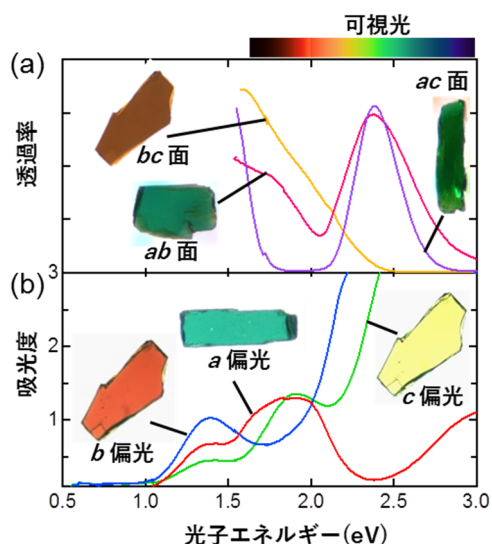 可視光
(a)
ac 面
透過率
bc 面
ab 面
(b)
3
吸光度
a 偏光
2
b 偏光
c 偏光
1
0.5 1.0 1.5 2.0 2.5 3.0
光子エネルギー(eV)